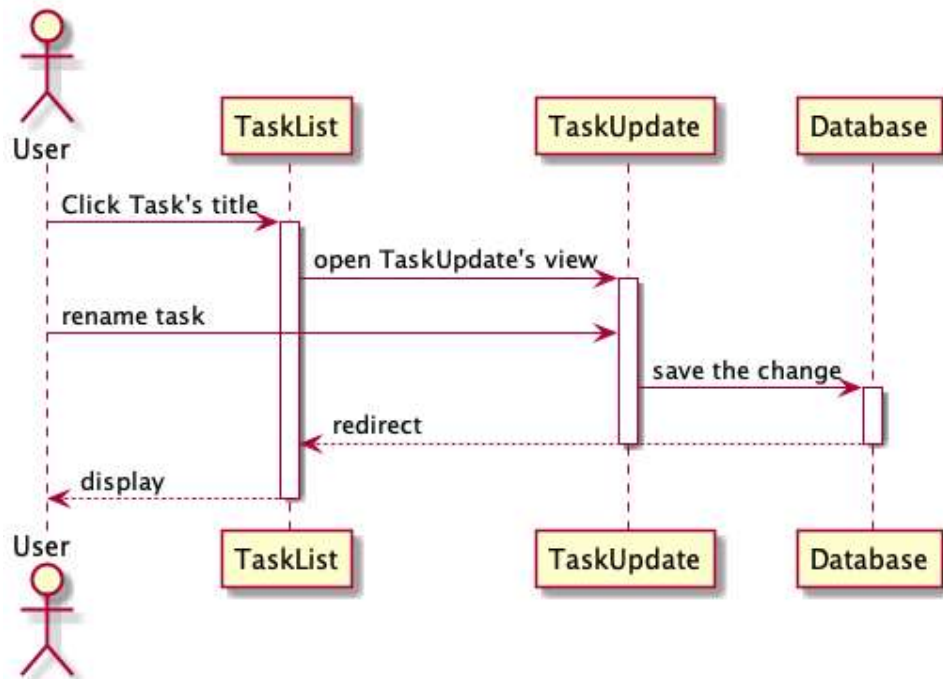 User
TaskList
TaskUpdate
Database
Click Task's title
open TaskUpdate's view
rename task
save the change
redirect
display
User
TaskList
TaskUpdate
Database